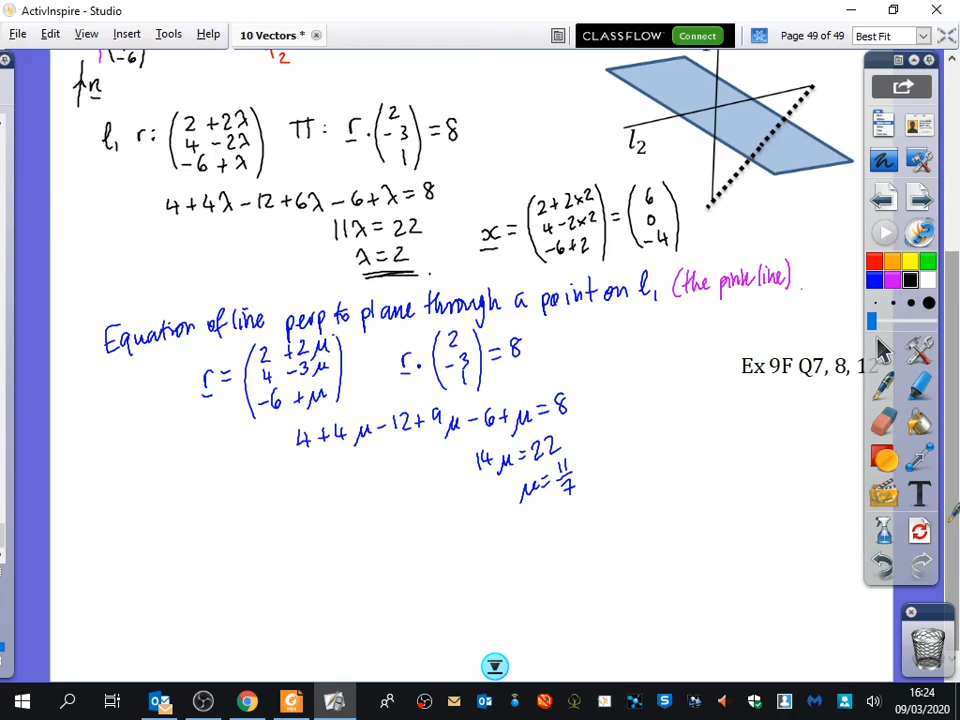 ActivInspire - Studio
File Edit View Insert Tools Help
10 Vectors *
CLASSFLOW Connect
Page 49 of 49
Best Fit
(-6)
l2
n
l1 r: (2 + 2λ
4 - 2λ
-6 + λ)
Π: r · (2
-3
1) = 8
4 + 4λ - 12 + 6λ - 6 + λ = 8
11λ = 22
λ = 2
x = (2 + 2×2
4 - 2×2
-6 + 2) = (6
0
-4)
Equation of line perp to plane through a point on l1 (the pink line).
r = (2 + 2μ
4 - 3μ
-6 + μ)
r · (2
-3
1) = 8
Ex 9F Q7, 8, 12
4 + 4μ - 12 + 9μ - 6 + μ = 8
14μ = 22
μ = 11/7
T
16:24
09/03/2020